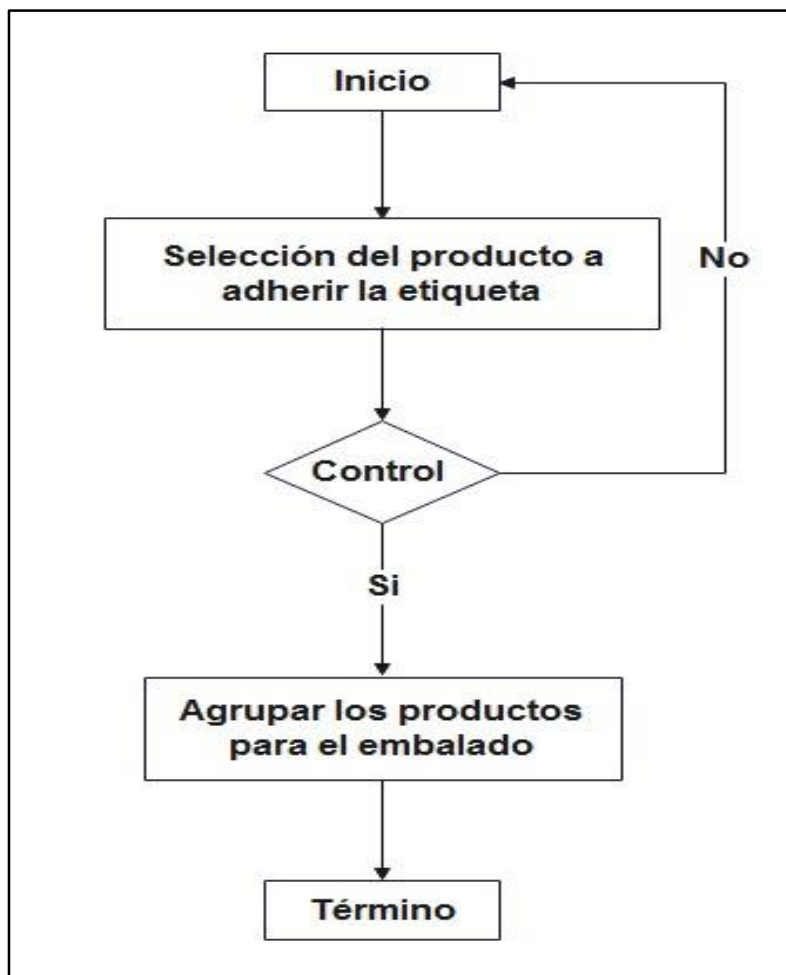 Inicio
Selección del producto a
adherir la etiqueta
No
Control
Si
Agrupar los productos
para el embalado
Término